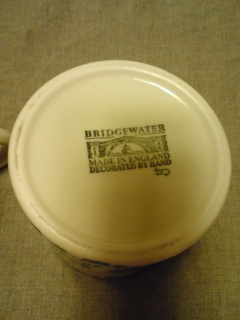 BRIDGEWATER
MADE IN ENGLAND
DECORATED BY HAND